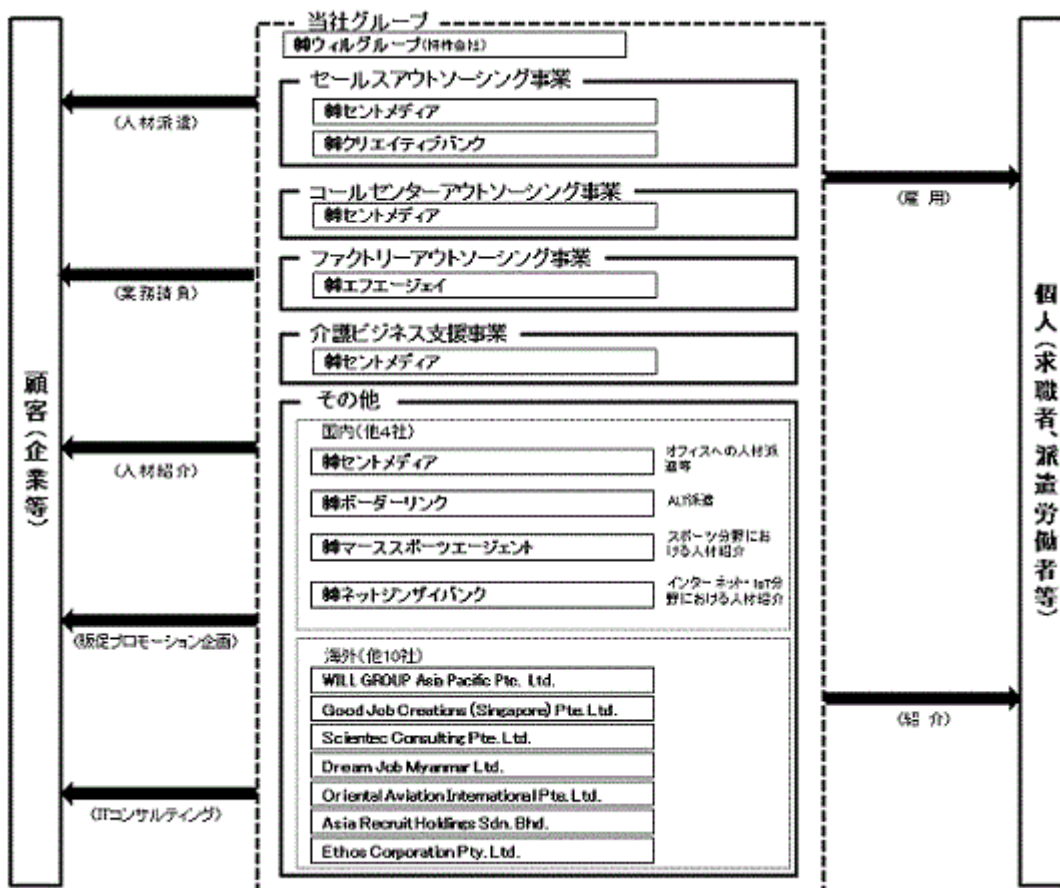 当社グループ
㈱ウィルグループ(持株会社)
セールスアウトソーシング事業
㈱セントメディア
㈱クリエイティブバンク
コールセンターアウトソーシング事業
㈱セントメディア
ファクトリーアウトソーシング事業
㈱エフエージェイ
介護ビジネス支援事業
㈱セントメディア
その他
国内(他4社)
㈱セントメディア
オフィスへの人材派
遣等
㈱ボーダーリンク
ALT派遣
㈱マーススポーツエージェント
スポーツ分野にお
ける人材紹介
㈱ネットジンザイバンク
インターネット・IoT分
野における人材紹介
海外(他10社)
WILL GROUP Asia Pacific Pte. Ltd.
Good Job Creations (Singapore) Pte. Ltd.
Scientec Consulting Pte. Ltd.
Dream Job Myanmar Ltd.
Oriental Aviation International Pte. Ltd.
Asia Recruit Holdings Sdn. Bhd.
Ethos Corporation Pty. Ltd.
顧客(企業等)
(人材派遣)
(業務請負)
(人材紹介)
(販促プロモーション企画)
(ITコンサルティング)
(雇用)
(紹介)
個人(求職者、派遣労働者等)